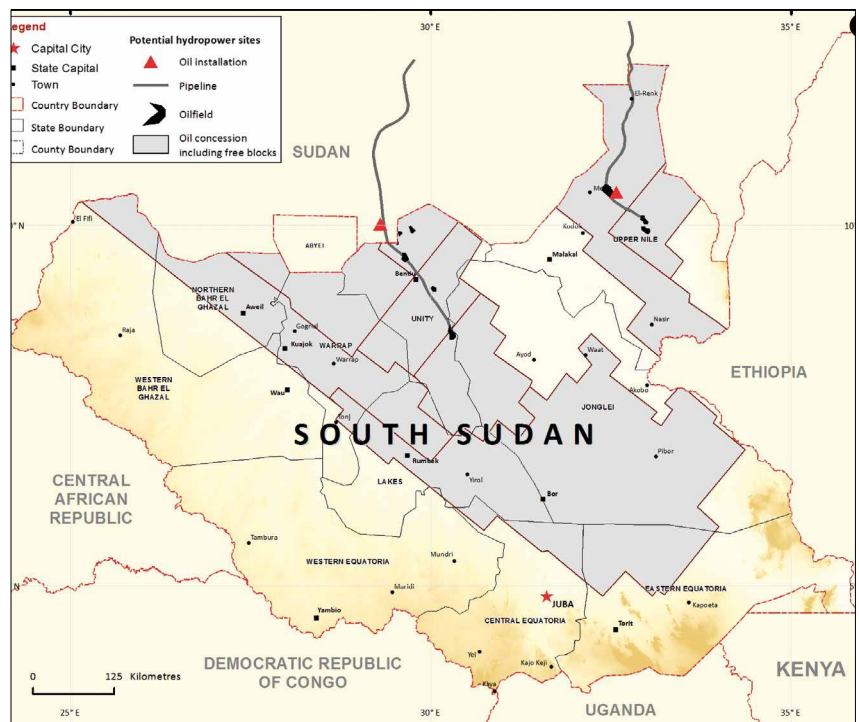 legend
Capital City
State Capital
Town
Country Boundary
State Boundary
County Boundary
Potential hydropower sites
Oil installation
Pipeline
Oilfield
Oil concession
including free blocks
30° E
35° E
SUDAN
El-Renk
El Fifi
ABYEI
Kodok
UPPER NILE
Malakal
10°
NORTHERN
BAHR EL
GHAZAL
Aweil
Raja
Gogrial
Kuajok
WARRAP
Warrap
UNITY
Nasir
Ayod
Waat
WESTERN
BAHR EL
GHAZAL
Wau
Akobo
ETHIOPIA
JONGLEI
Tonj
SOUTH SUDAN
Rumbek
Pibor
LAKES
Yirol
Bor
CENTRAL
AFRICAN
REPUBLIC
Tambura
WESTERN EQUATORIA
Mundri
Maridi
Yambio
JUBA
CENTRAL EQUATORIA
EASTERN EQUATORIA
Kapoeta
Torit
Yei
Kajo Keji
DEMOCRATIC REPUBLIC
OF CONGO
KENYA
UGANDA
0 125 Kilometres
25° E
30° E
35° E